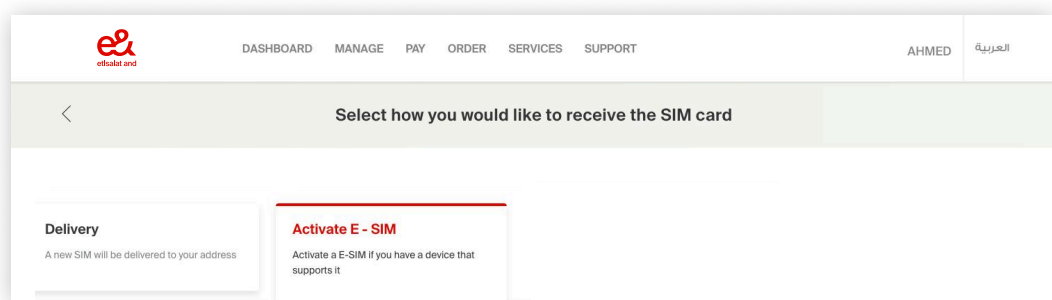 e&
etisalat and
DASHBOARD MANAGE PAY ORDER SERVICES SUPPORT
AHMED العربية
Select how you would like to receive the SIM card
Delivery
A new SIM will be delivered to your address
Activate E - SIM
Activate a E-SIM if you have a device that
supports it